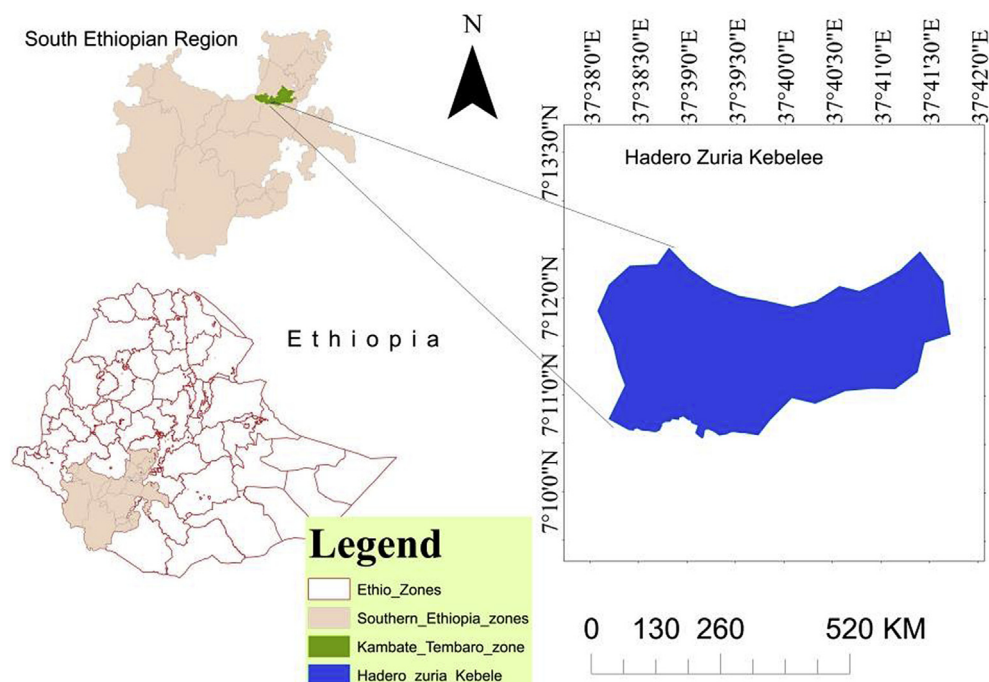 South Ethiopian Region
N
37°38'0"E
37°38'30"E
37°39'0"E
37°39'30"E
37°40'0"E
37°40'30"E
37°41'0"E
37°41'30"E
37°42'0"E
Hadero Zuria Kebelee
7°13'30"N
7°12'0"N
7°11'0"N
7°10'0"N
Ethiopia
Legend
Ethio_Zones
Southern_Ethiopia_zones
Kambate_Tembaro_zone
Hadero_zuria_Kebele
0 130 260 520 KM